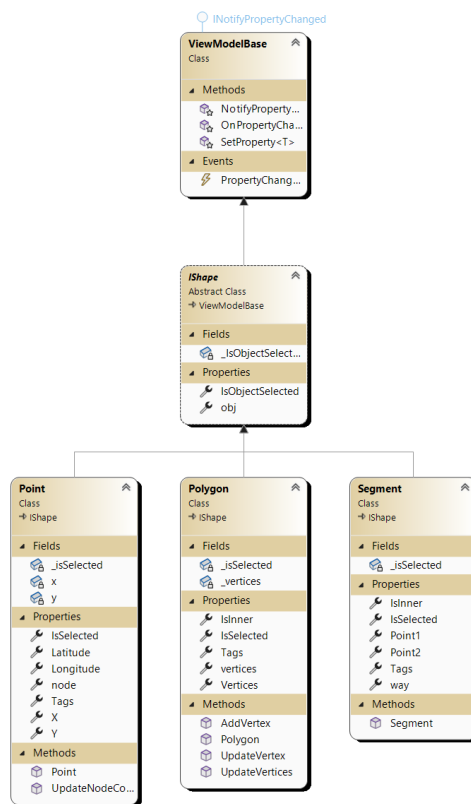 INotifyPropertyChanged
ViewModelBase
Class
Methods
NotifyProperty...
OnPropertyCha...
SetProperty<T>
Events
PropertyChang...
IShape
Abstract Class
ViewModelBase
Fields
_IsObjectSelect...
Properties
IsObjectSelected
obj
Point
Class
IShape
Fields
_isSelected
x
y
Properties
IsSelected
Latitude
Longitude
node
Tags
X
Y
Methods
Point
UpdateNodeCo...
Polygon
Class
IShape
Fields
_isSelected
_vertices
Properties
IsInner
IsSelected
Tags
vertices
Vertices
Methods
AddVertex
Polygon
UpdateVertex
UpdateVertices
Segment
Class
IShape
Fields
_isSelected
Properties
IsInner
IsSelected
Point1
Point2
Tags
way
Methods
Segment